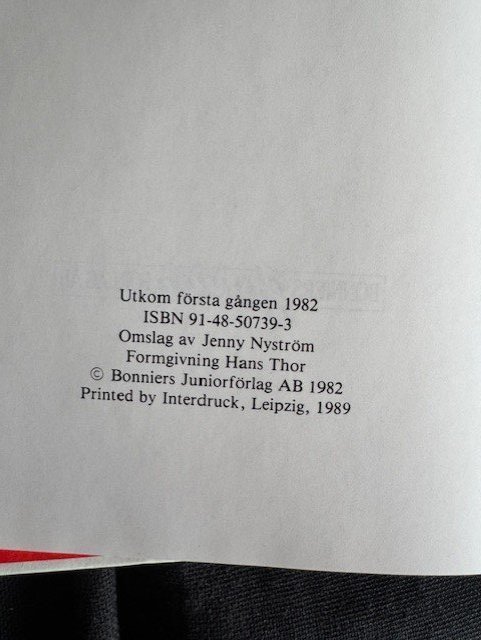 Utkom första gången 1982
ISBN 91-48-50739-3
Omslag av Jenny Nyström
Formgivning Hans Thor
© Bonniers Juniorförlag AB 1982
Printed by Interdruck, Leipzig, 1989